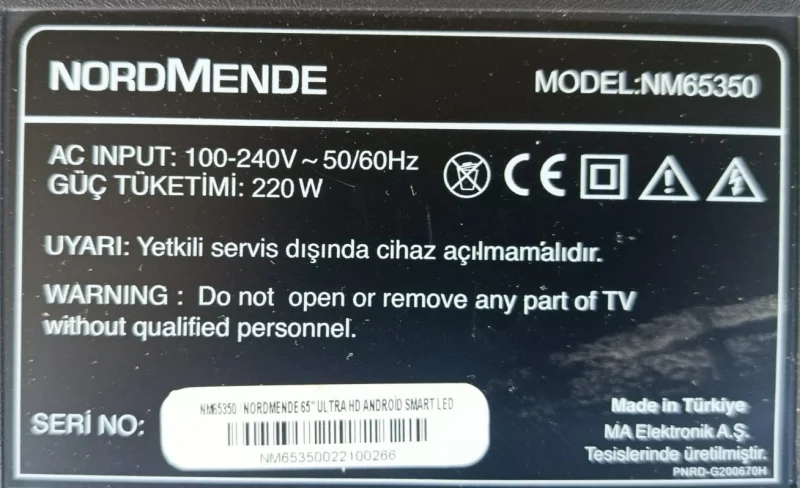 NORDMENDE MODEL:NM65350
AC INPUT: 100-240V ~ 50/60Hz
GÜÇ TÜKETİMİ: 220 W
CE
UYARI: Yetkili servis dışında cihaz açılmamalıdır.
WARNING : Do not open or remove any part of TV
without qualified personnel.
NM65350 / NORDMENDE 65" ULTRA HD ANDROİD SMART LED
SERİ NO:
NM65350022100266
Made in Türkiye
MA Elektronik A.Ş.
Tesislerinde üretilmiştir.
PNRD-G200670H